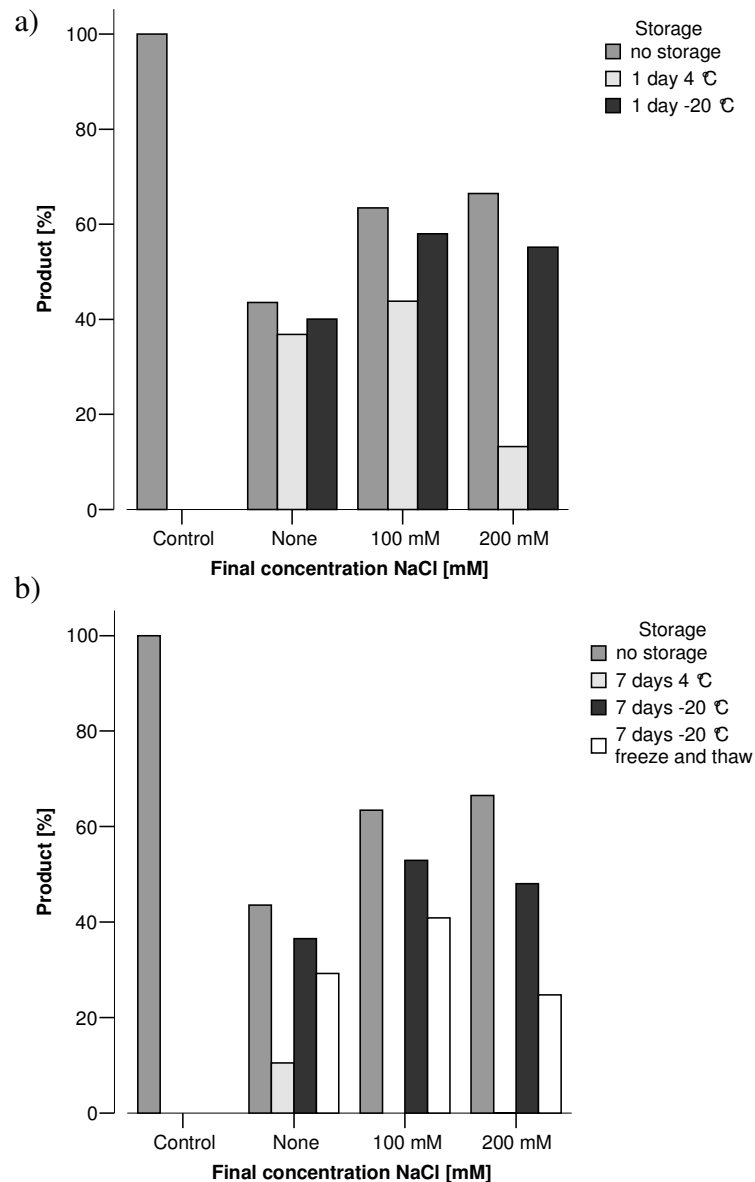 a)
Storage
no storage
1 day 4 ℃
1 day -20 ℃
100
80
60
40
20
0
Product [%]
Control None 100 mM 200 mM
Final concentration NaCl [mM]
b)
Storage
no storage
7 days 4 ℃
7 days -20 ℃
7 days -20 ℃
freeze and thaw
100
80
60
40
20
0
Product [%]
Control None 100 mM 200 mM
Final concentration NaCl [mM]